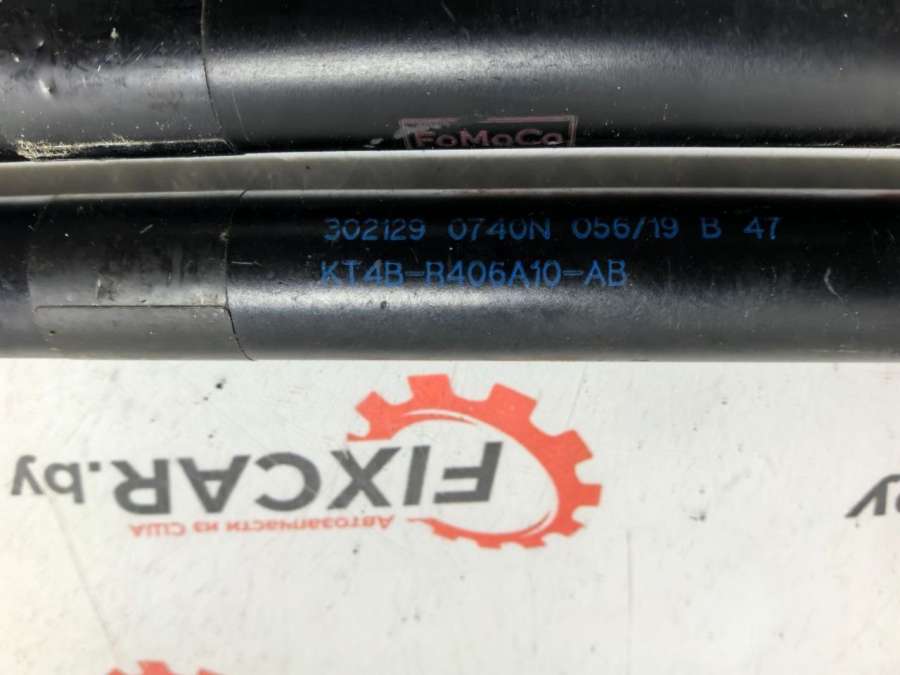 FoMoCo
302129 0740N 056/19 B 47
KT4B-R406A10-AB
FIXCAR.by
Автозапчасти из США